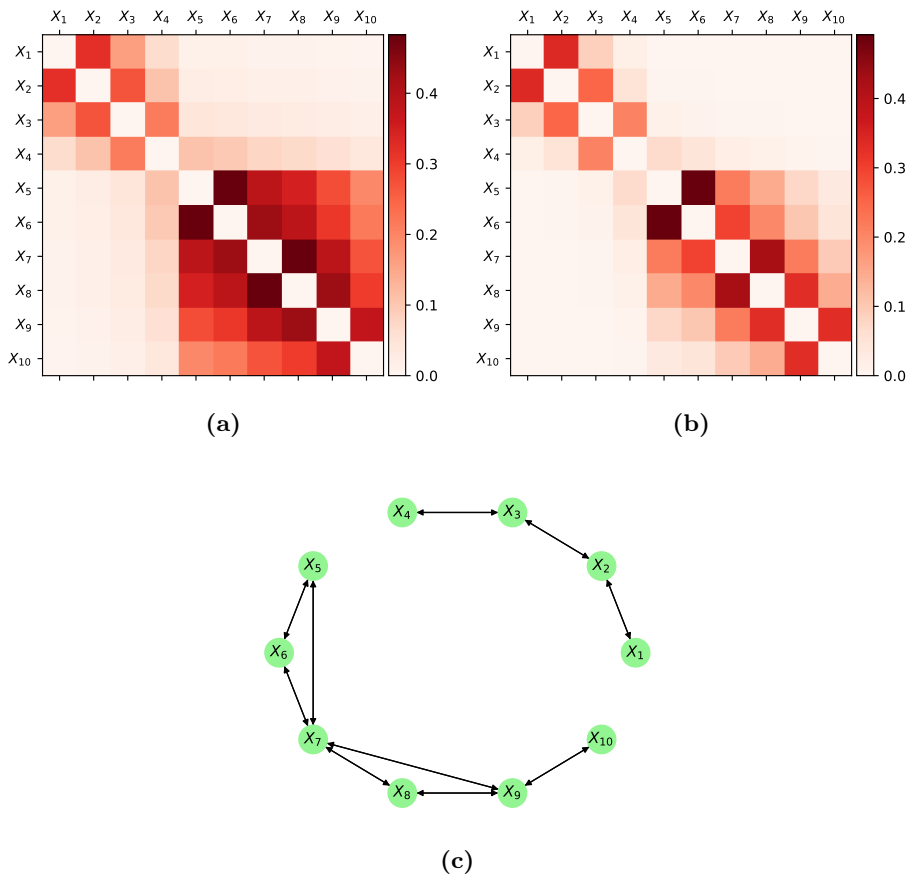 X₁ X₂ X₃ X₄ X₅ X₆ X₇ X₈ X₉ X₁₀
X₁
X₂
X₃
X₄
X₅
X₆
X₇
X₈
X₉
X₁₀
0.4
0.3
0.2
0.1
0.0
X₁ X₂ X₃ X₄ X₅ X₆ X₇ X₈ X₉ X₁₀
X₁
X₂
X₃
X₄
X₅
X₆
X₇
X₈
X₉
X₁₀
0.4
0.3
0.2
0.1
0.0
(a) (b)
X₄ X₃
X₅ X₂
X₆ X₁
X₇ X₁₀
X₈ X₉
(c)